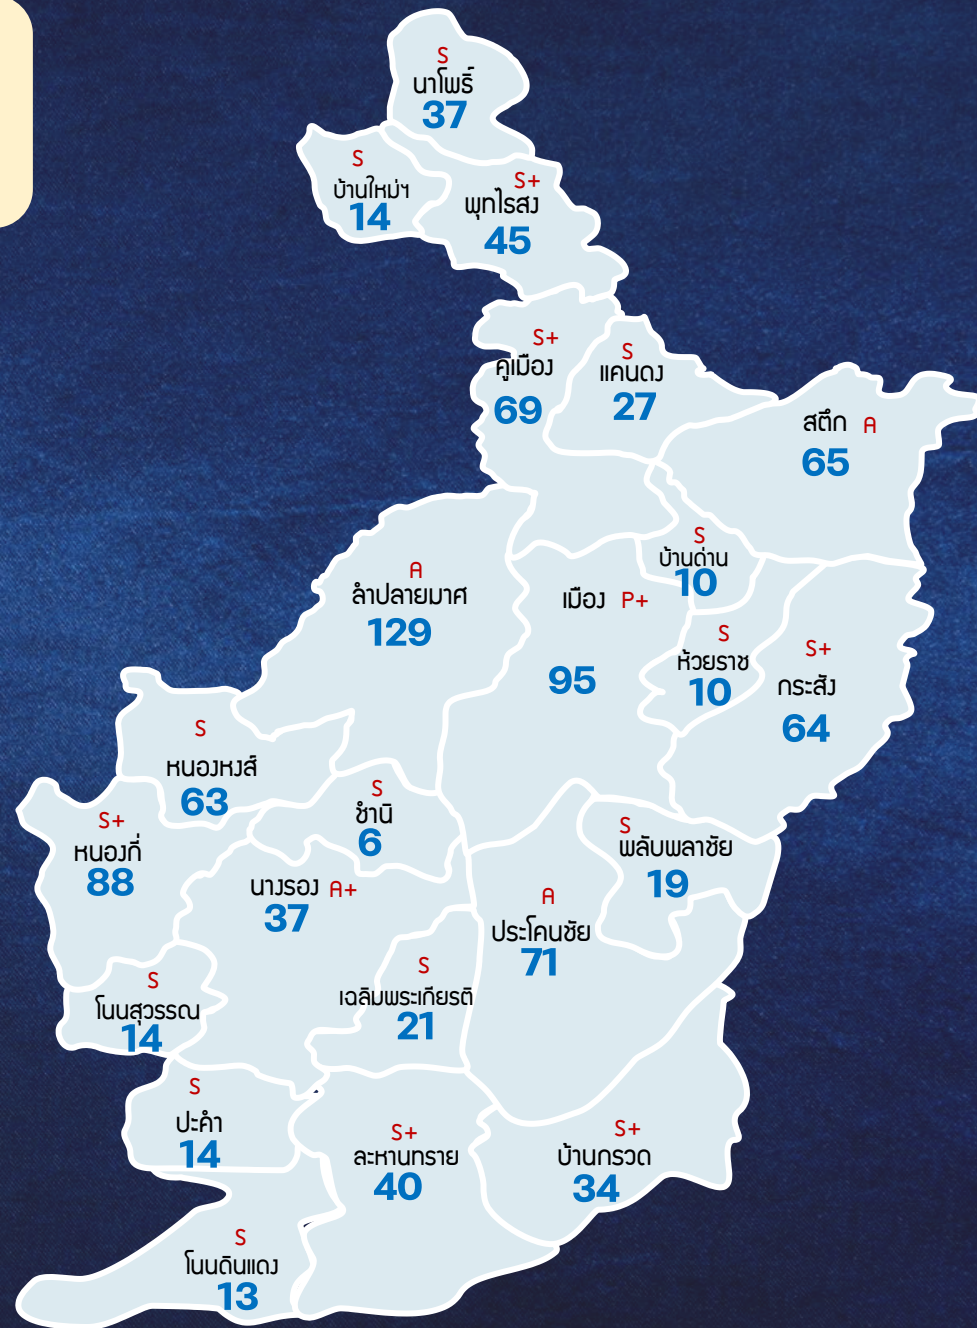 S
นาโพธิ์
37
S
บ้านใหม่ฯ
14
S+
พุทไธสง
45
S+
คูเมือง
69
S
แคนดง
27
สตึก A
65
A
ลำปลายมาศ
129
S
บ้านด่าน
10
เมือง P+
95
S
ห้วยราช
10
S+
กระสัง
64
S
หนองหงส์
63
S
ชำนิ
6
S+
หนองกี่
88
S
พลับพลาชัย
19
นางรอง A+
37
A
ประโคนชัย
71
S
เฉลิมพระเกียรติ
21
S
โนนสุวรรณ
14
S
ปะคำ
14
S+
ละหานทราย
40
S+
บ้านกรวด
34
S
โนนดินแดง
13